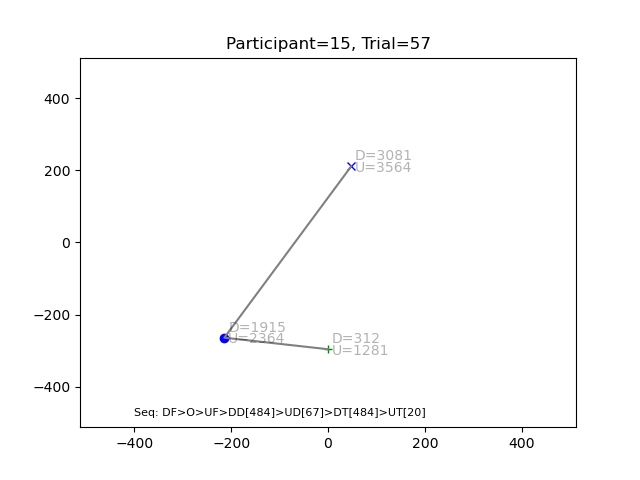 Participant=15, Trial=57
400
200
0
−200
−400
D=3081
U=3564
D=1915
U=2364
D=312
U=1281
Seq: DF>O>UF>DD[484]>UD[67]>DT[484]>UT[20]
−400
−200
0
200
400